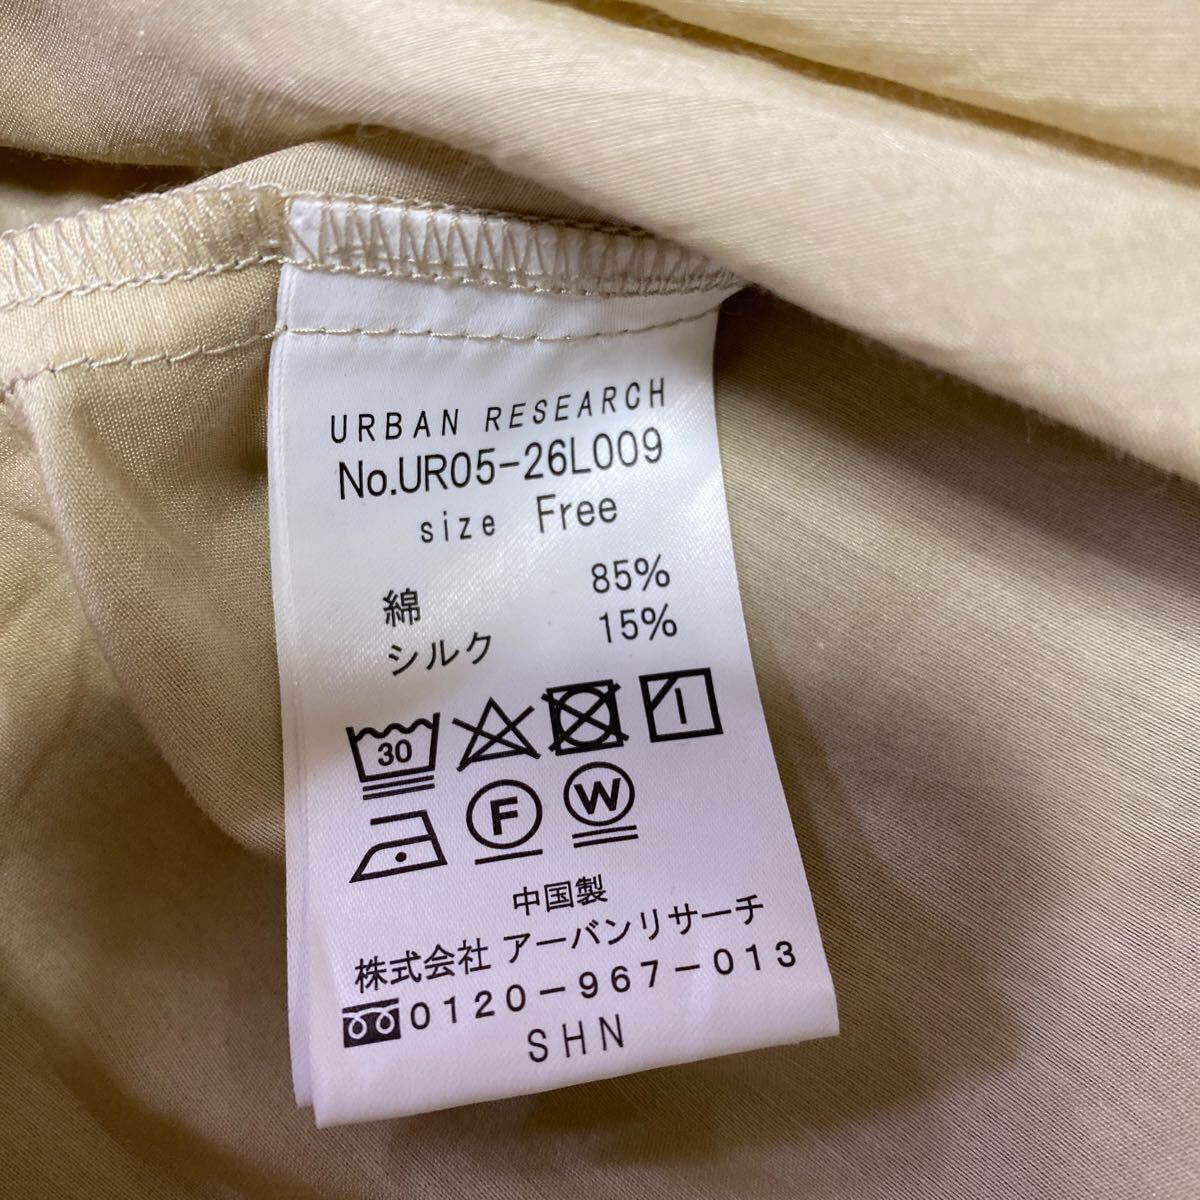 URBAN RESEARCH
No.UR05-26L009
size Free
綿 85%
シルク 15%
30
F W
中国製
株式会社 アーバンリサーチ
0120-967-013
SHN